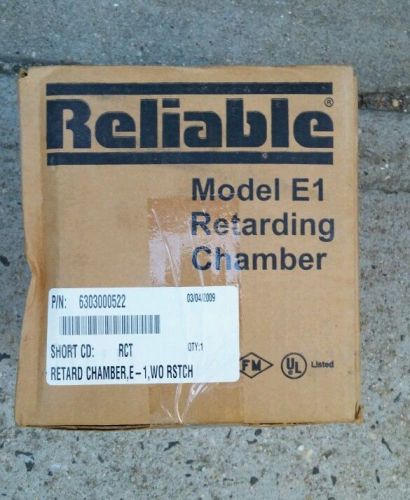 Reliable®
Model E1
Retarding
Chamber
P/N: 6303000522
03/04/2009
SHORT CD: RCT
QTY:1
RETARD CHAMBER,E-1,WO RSTCH
FM
UL
® Listed